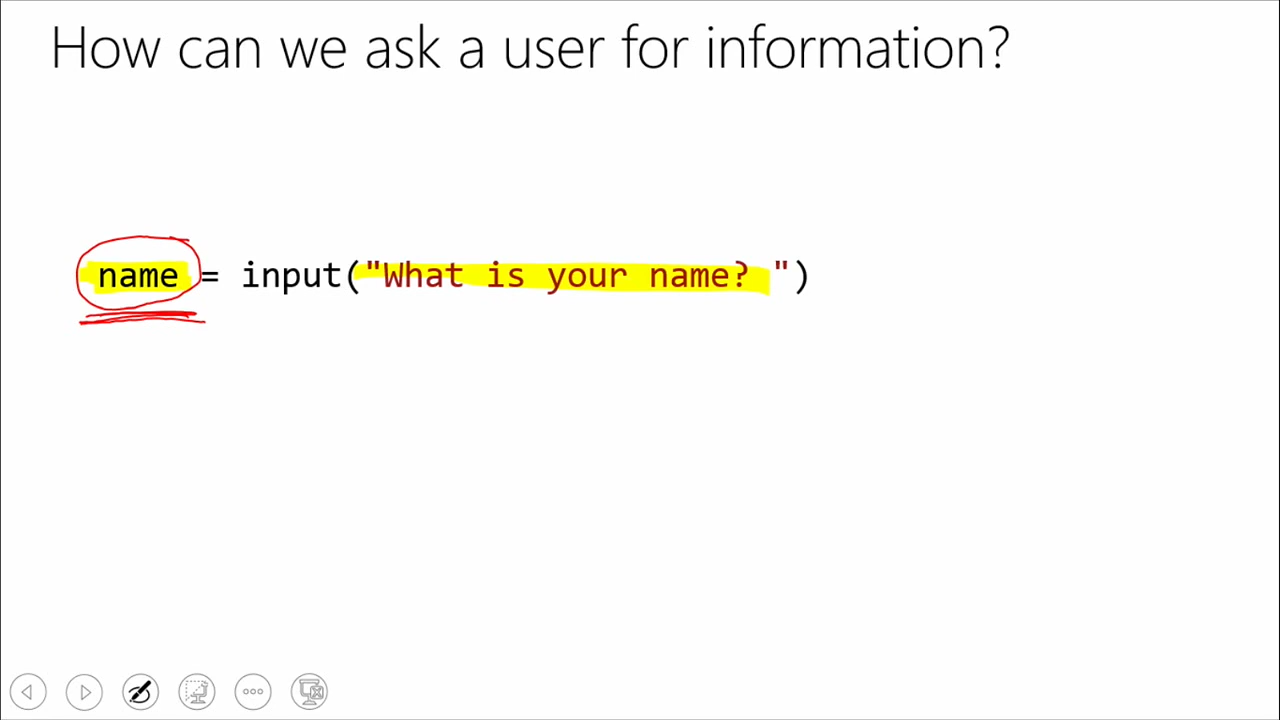 How can we ask a user for information?
name = input("What is your name? ")